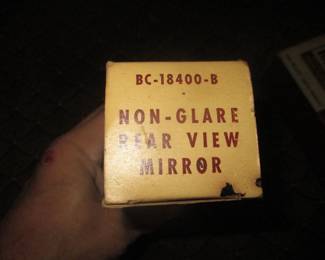 BC-18400-B
NON-GLARE
REAR VIEW
MIRROR